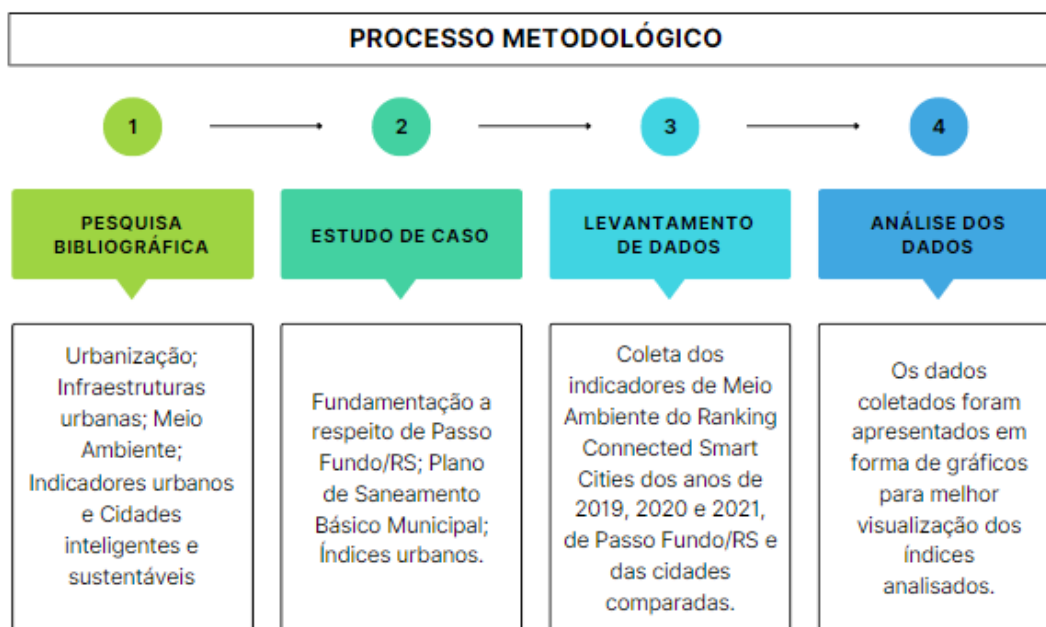 PROCESSO METODOLÓGICO
1
2
3
4
PESQUISA
BIBLIOGRÁFICA
ESTUDO DE CASO
LEVANTAMENTO
DE DADOS
ANÁLISE DOS
DADOS
Urbanização;
Infraestruturas
urbanas; Meio
Ambiente;
Indicadores urbanos
e Cidades
inteligentes e
sustentáveis
Fundamentação a
respeito de Passo
Fundo/RS; Plano
de Saneamento
Básico Municipal;
Índices urbanos.
Coleta dos
indicadores de Meio
Ambiente do Ranking
Connected Smart
Cities dos anos de
2019, 2020 e 2021,
de Passo Fundo/RS e
das cidades
comparadas.
Os dados
coletados foram
apresentados em
forma de gráficos
para melhor
visualização dos
índices
analisados.